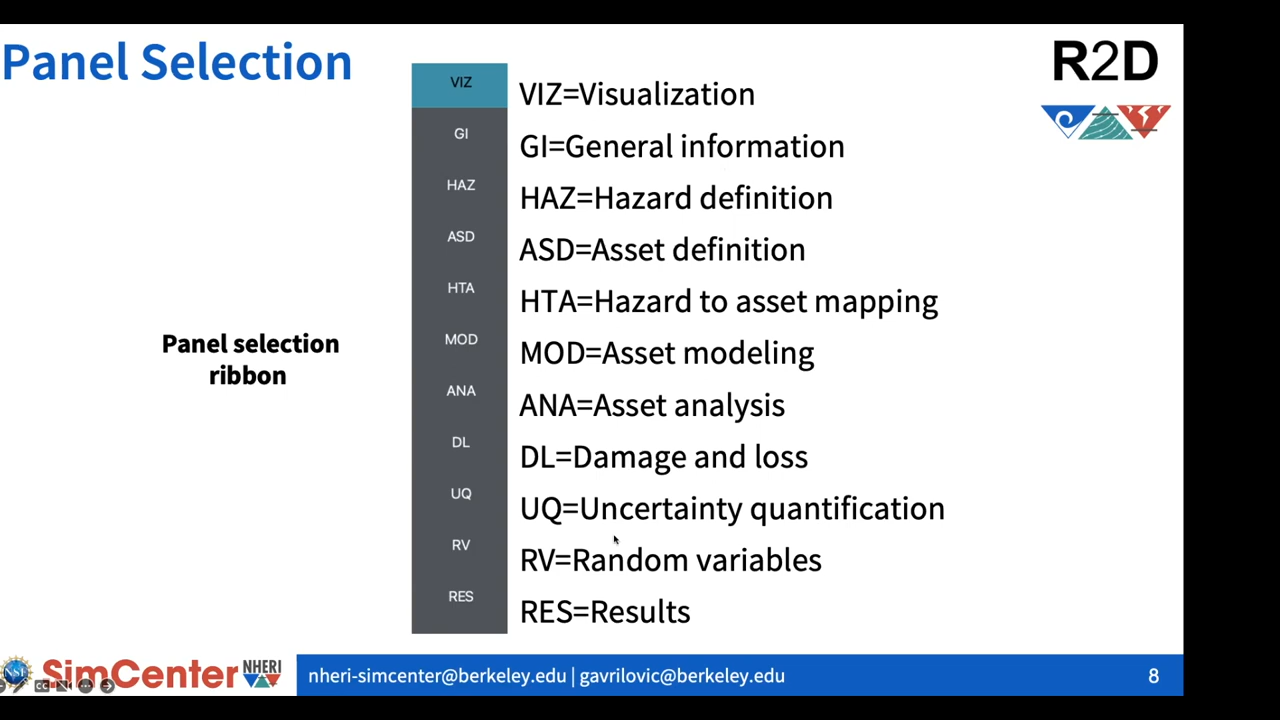 Panel Selection
R2D
VIZ
VIZ=Visualization
GI
GI=General information
HAZ
HAZ=Hazard definition
ASD
ASD=Asset definition
HTA
HTA=Hazard to asset mapping
MOD
MOD=Asset modeling
Panel selection
ribbon
ANA
ANA=Asset analysis
DL
DL=Damage and loss
UQ
UQ=Uncertainty quantification
RV
RV=Random variables
RES
RES=Results
NSF
SimCenter
NHERI
nheri-simcenter@berkeley.edu | gavrilovic@berkeley.edu
8
CC